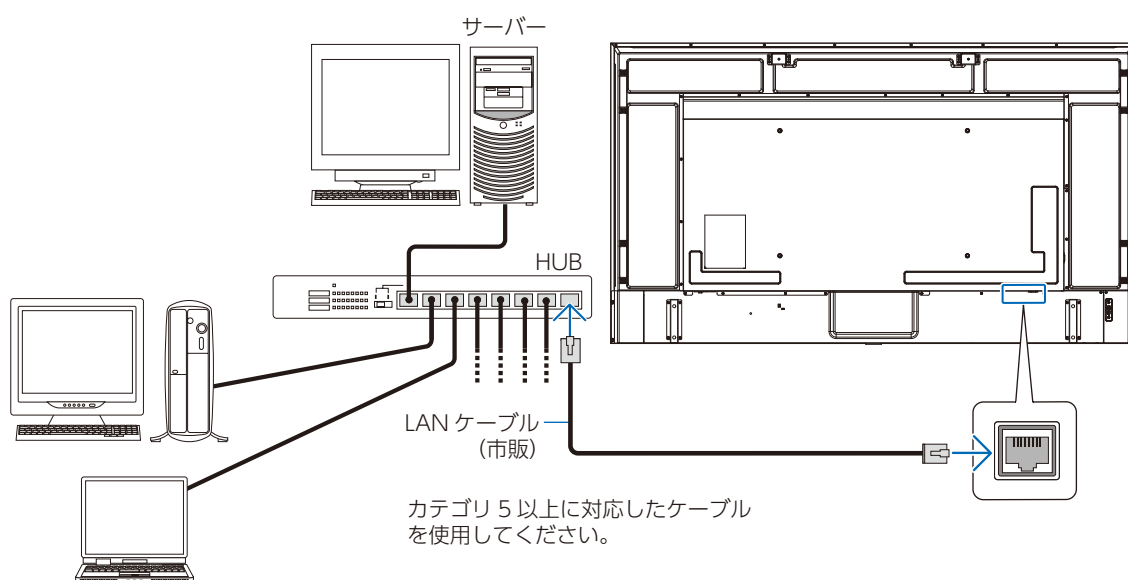 サーバー
HUB
LAN ケーブル
（市販）
カテゴリ 5 以上に対応したケーブル
を使用してください。